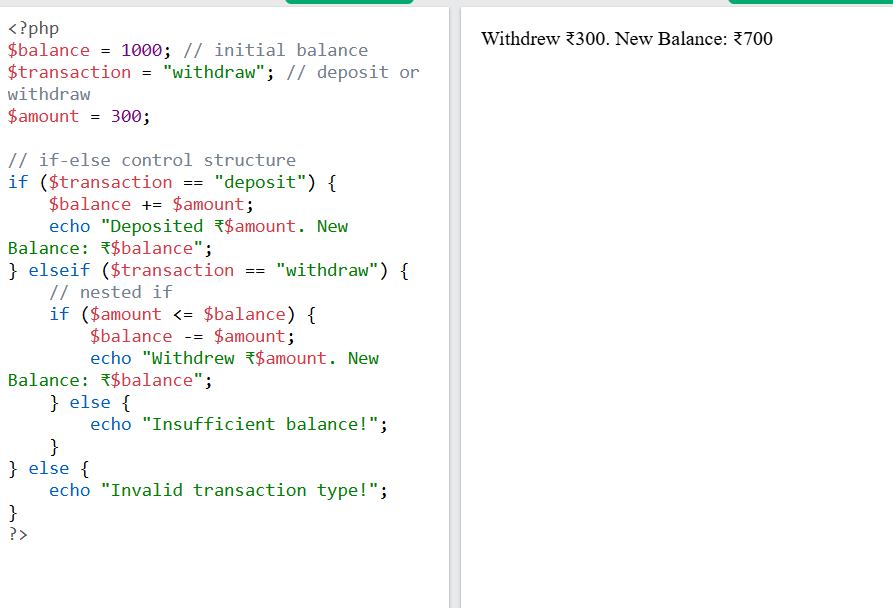 <?php
$balance = 1000; // initial balance
$transaction = "withdraw"; // deposit or
withdraw
$amount = 300;

// if-else control structure
if ($transaction == "deposit") {
    $balance += $amount;
    echo "Deposited ₹$amount. New
Balance: ₹$balance";
} elseif ($transaction == "withdraw") {
    // nested if
    if ($amount <= $balance) {
        $balance -= $amount;
        echo "Withdrew ₹$amount. New
Balance: ₹$balance";
    } else {
        echo "Insufficient balance!";
    }
} else {
    echo "Invalid transaction type!";
}
?>
Withdrew ₹300. New Balance: ₹700